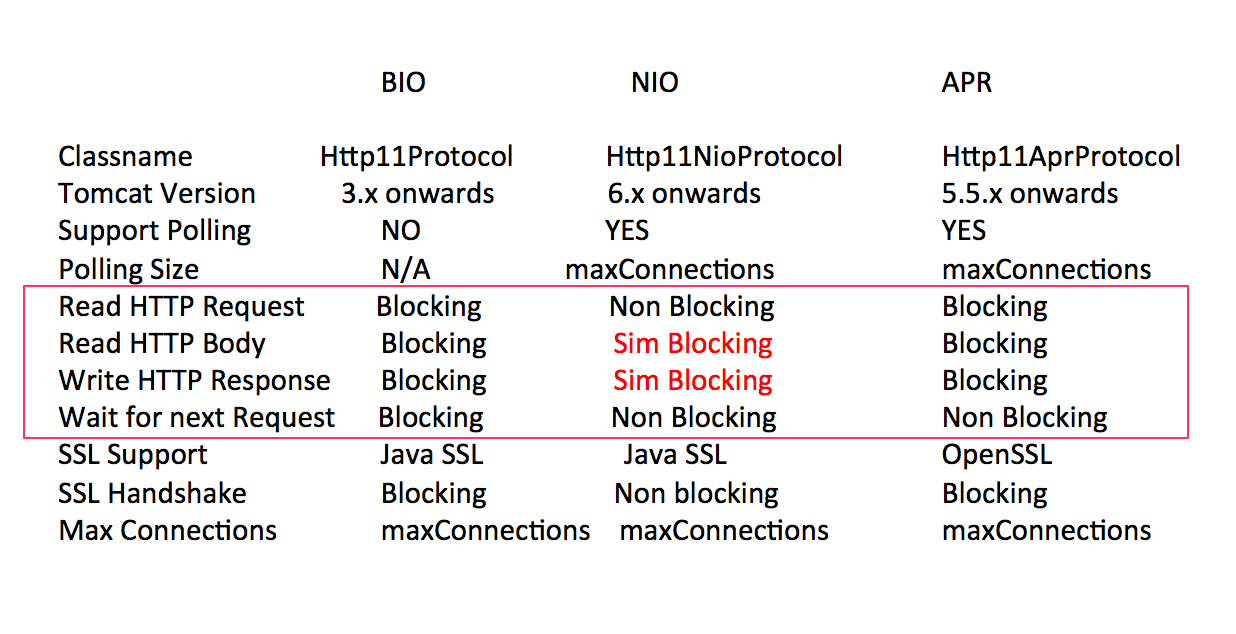 BIO NIO APR
Classname Http11Protocol Http11NioProtocol Http11AprProtocol
Tomcat Version 3.x onwards 6.x onwards 5.5.x onwards
Support Polling NO YES YES
Polling Size N/A maxConnections maxConnections
Read HTTP Request Blocking Non Blocking Blocking
Read HTTP Body Blocking Sim Blocking Blocking
Write HTTP Response Blocking Sim Blocking Blocking
Wait for next Request Blocking Non Blocking Non Blocking
SSL Support Java SSL Java SSL OpenSSL
SSL Handshake Blocking Non blocking Blocking
Max Connections maxConnections maxConnections maxConnections